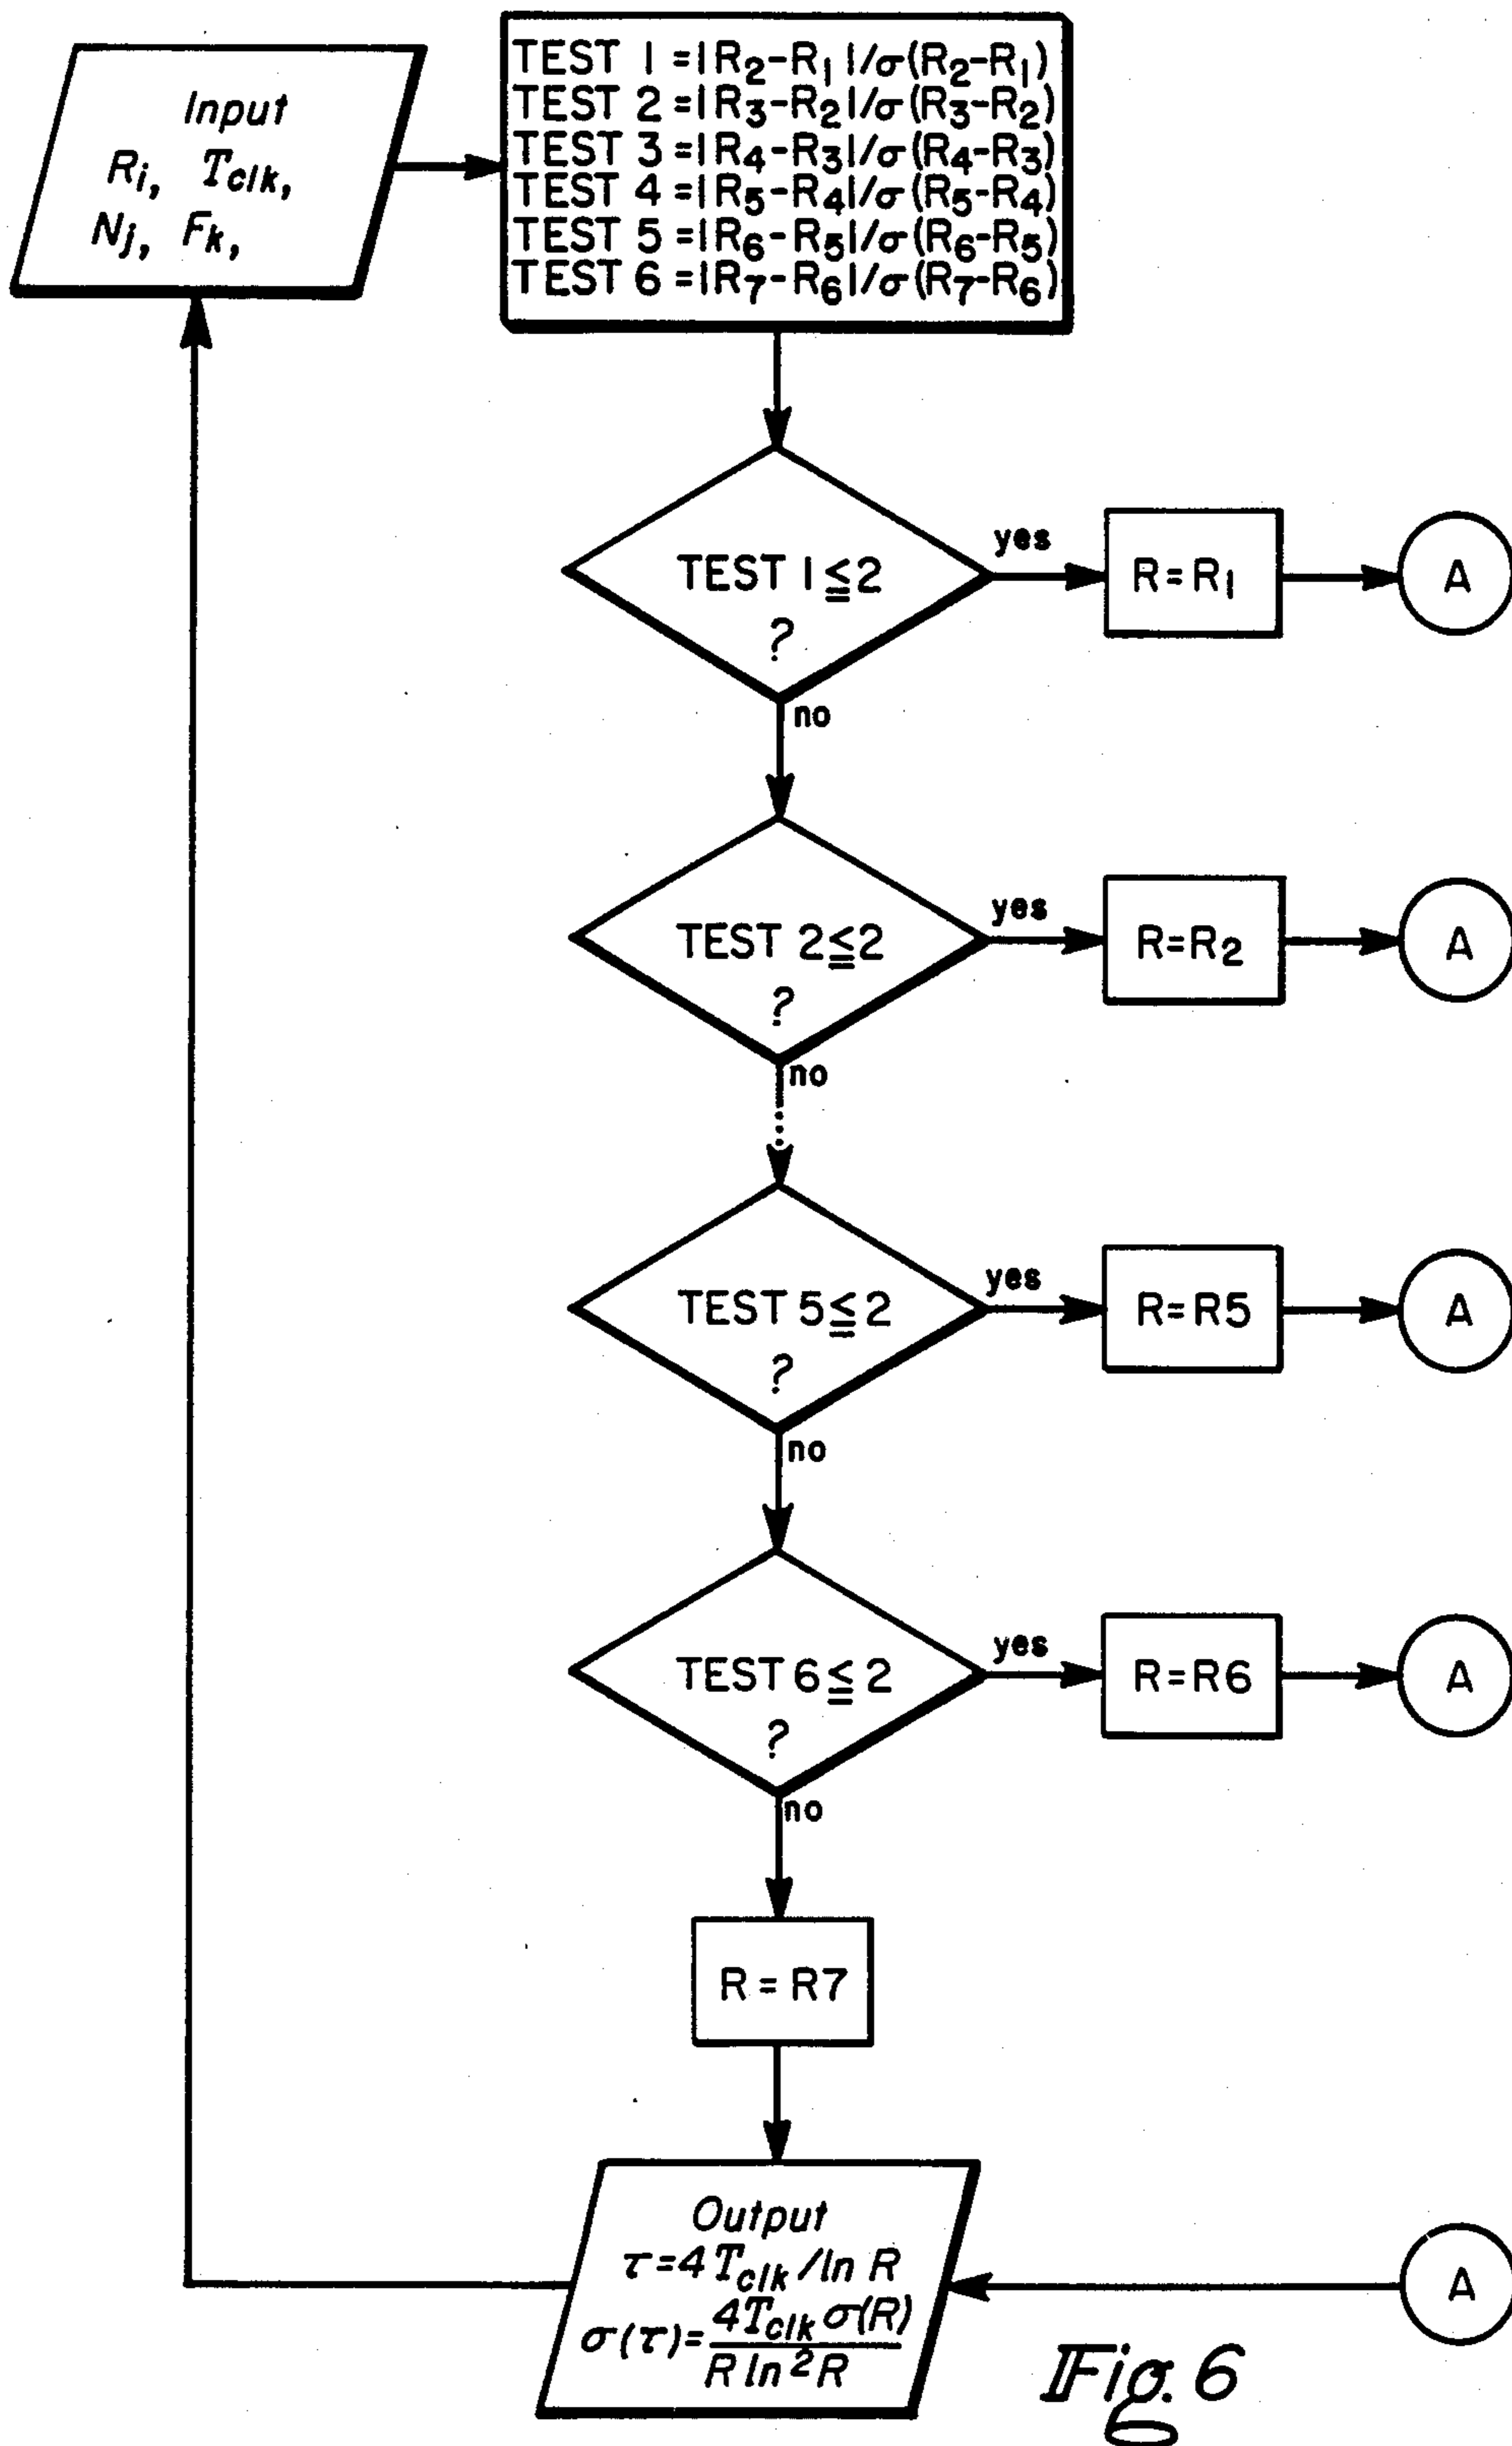 Input
Ri, Tclk,
Nj, Fk,
TEST 1 = |R2-R1|/σ(R2-R1)
TEST 2 = |R3-R2|/σ(R3-R2)
TEST 3 = |R4-R3|/σ(R4-R3)
TEST 4 = |R5-R4|/σ(R5-R4)
TEST 5 = |R6-R5|/σ(R6-R5)
TEST 6 = |R7-R6|/σ(R7-R6)
TEST 1 ≦ 2
?
yes
R=R1
A
no
TEST 2 ≦ 2
?
yes
R=R2
A
no
TEST 5 ≦ 2
?
yes
R=R5
A
no
TEST 6 ≦ 2
?
yes
R=R6
A
no
R = R7
Output
τ=4Tclk/ln R
σ(τ)=4Tclk σ(R)
R ln²R
A
Fig. 6